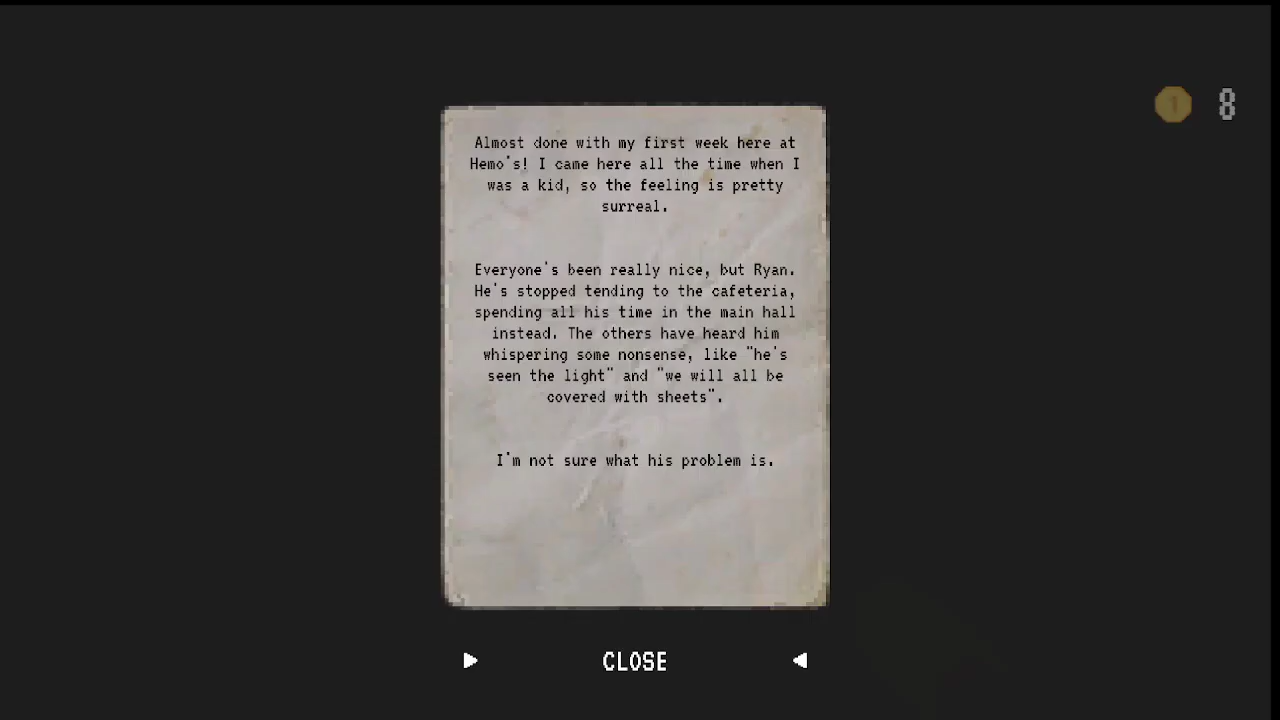 8
Almost done with my first week here at
Hemo's! I came here all the time when I
was a kid, so the feeling is pretty
surreal.
Everyone's been really nice, but Ryan.
He's stopped tending to the cafeteria,
spending all his time in the main hall
instead. The others have heard him
whispering some nonsense, like "he's
seen the light" and "we will all be
covered with sheets".
I'm not sure what his problem is.
CLOSE